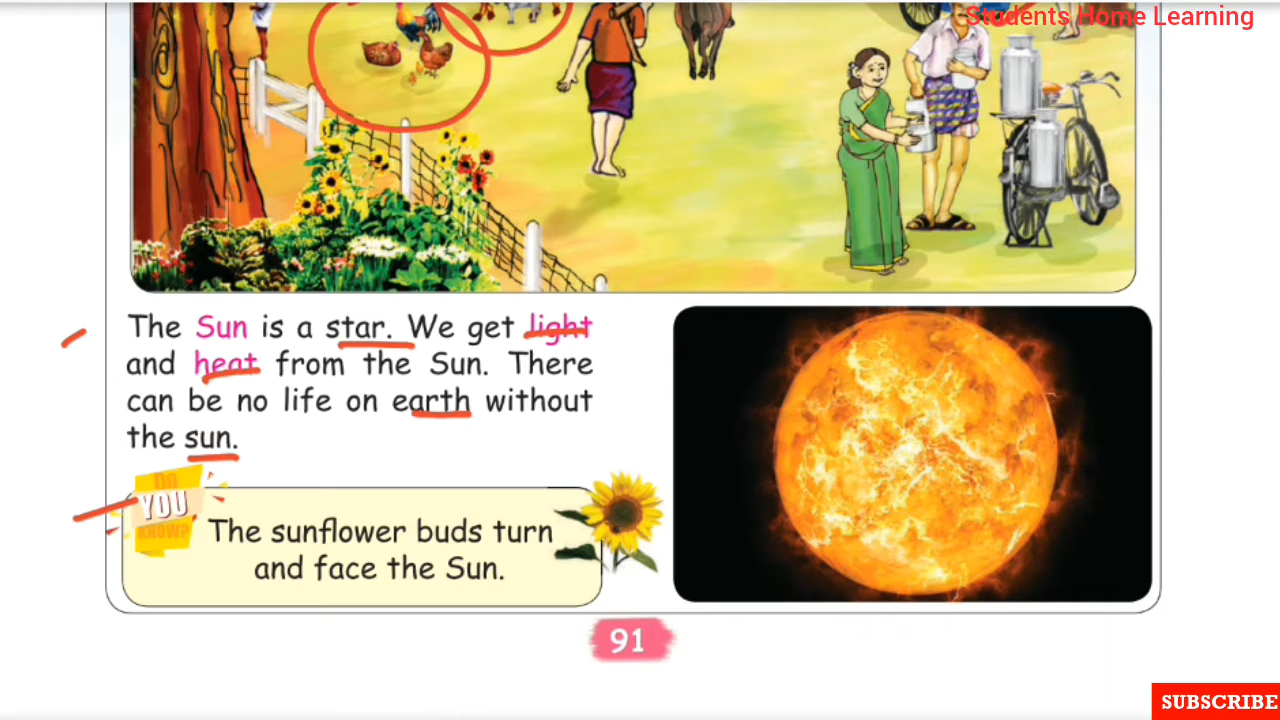 Students Home Learning
The Sun is a star. We get light
and heat from the Sun. There
can be no life on earth without
the sun.
DO
YOU
KNOW?
The sunflower buds turn
and face the Sun.
91
SUBSCRIBE